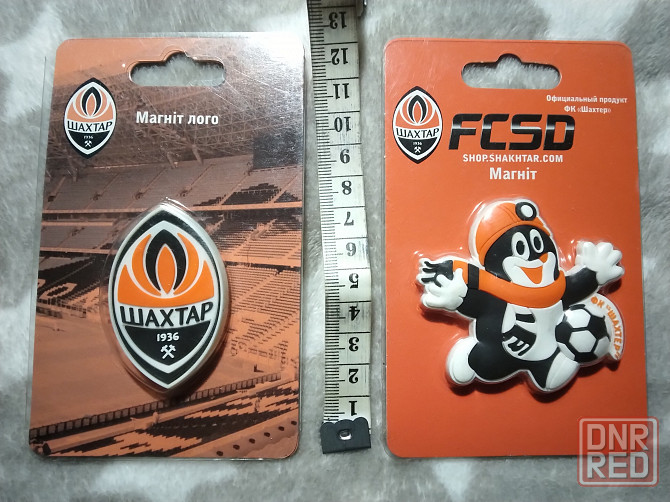 ШАХТАР
1936
Магніт лого
ШАХТАР
1936
13
12
11
10
9
8
7
6
5
4
3
2
1
Официальный продукт
ФК «Шахтер»
ШАХТАР
1936
FCSD
SHOP.SHAKHTAR.COM
Магніт
ФК "ШАХТЕР"
DNR
RED